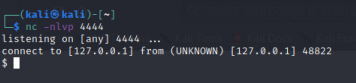 ┌──(kali㉿kali)-[~]
└─$ nc -nlvp 4444
listening on [any] 4444 ...
connect to [127.0.0.1] from (UNKNOWN) [127.0.0.1] 48822
$